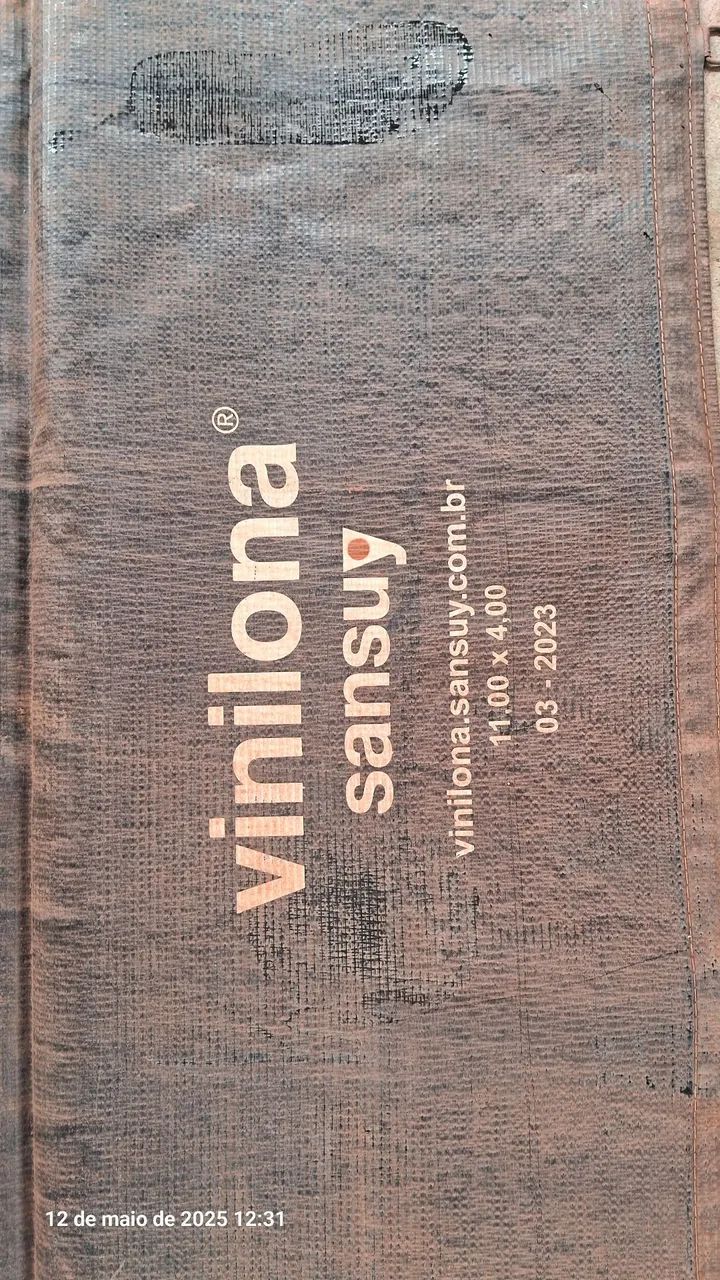 vinilona®
sansuy
vinilona.sansuy.com.br
11,00 x 4,00
03 - 2023
12 de maio de 2025 12:31